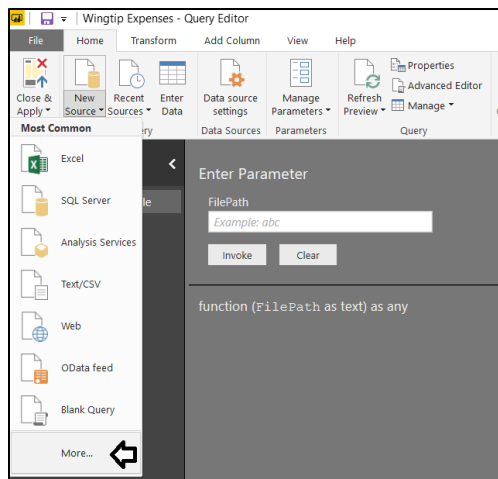 Wingtip Expenses - Query Editor
File Home Transform Add Column View Help
Close & Apply
New Source
Recent Sources
Enter Data
Data source settings
Manage Parameters
Refresh Preview
Properties
Advanced Editor
Manage
Data Sources Parameters Query
Most Common
Excel
SQL Server
Analysis Services
Text/CSV
Web
OData feed
Blank Query
More...
Enter Parameter
FilePath
Example: abc
Invoke Clear
function (FilePath as text) as any